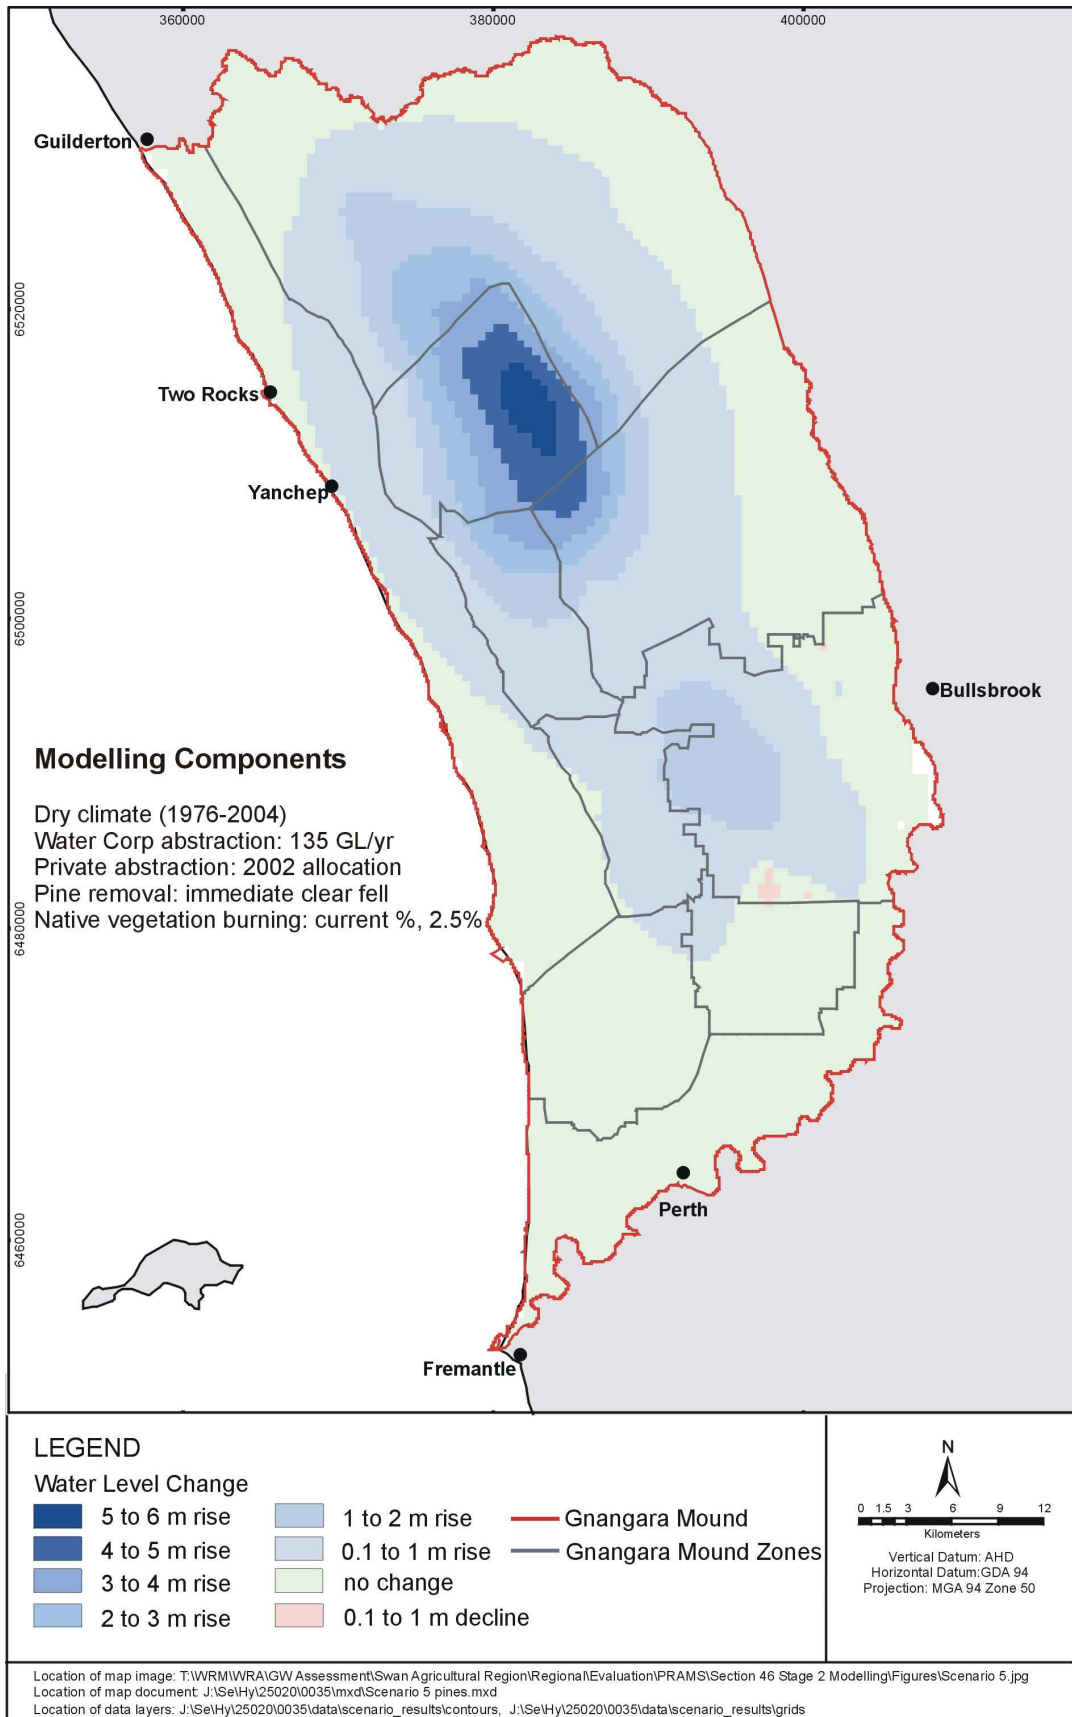 360000
380000
400000
6520000
6500000
6480000
6460000
Guilderton
Two Rocks
Yanchep
Bullsbrook
Perth
Fremantle
Modelling Components
Dry climate (1976-2004)
Water Corp abstraction: 135 GL/yr
Private abstraction: 2002 allocation
Pine removal: immediate clear fell
Native vegetation burning: current %, 2.5%
LEGEND
Water Level Change
5 to 6 m rise
4 to 5 m rise
3 to 4 m rise
2 to 3 m rise
1 to 2 m rise
0.1 to 1 m rise
no change
0.1 to 1 m decline
Gnangara Mound
Gnangara Mound Zones
N
0 1.5 3 6 9 12
Kilometers
Vertical Datum: AHD
Horizontal Datum:GDA 94
Projection: MGA 94 Zone 50
Location of map image: T:\WRM\WRA\GW Assessment\Swan Agricultural Region\Regional\Evaluation\PRAMS\Section 46 Stage 2 Modelling\Figures\Scenario 5.jpg
Location of map document: J:\Se\Hy\25020\0035\mxd\Scenario 5 pines.mxd
Location of data layers: J:\Se\Hy\25020\0035\data\scenario_results\contours, J:\Se\Hy\25020\0035\data\scenario_results\grids